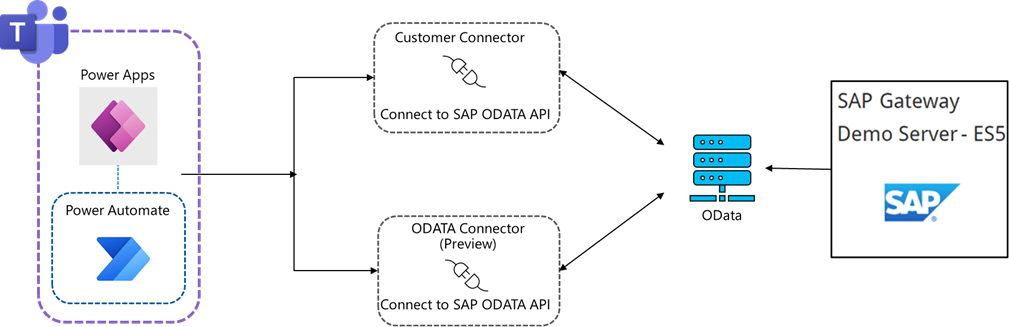 T
Power Apps
Power Automate
Customer Connector
Connect to SAP ODATA API
ODATA Connector
(Preview)
Connect to SAP ODATA API
OData
SAP Gateway
Demo Server - ES5
SAP